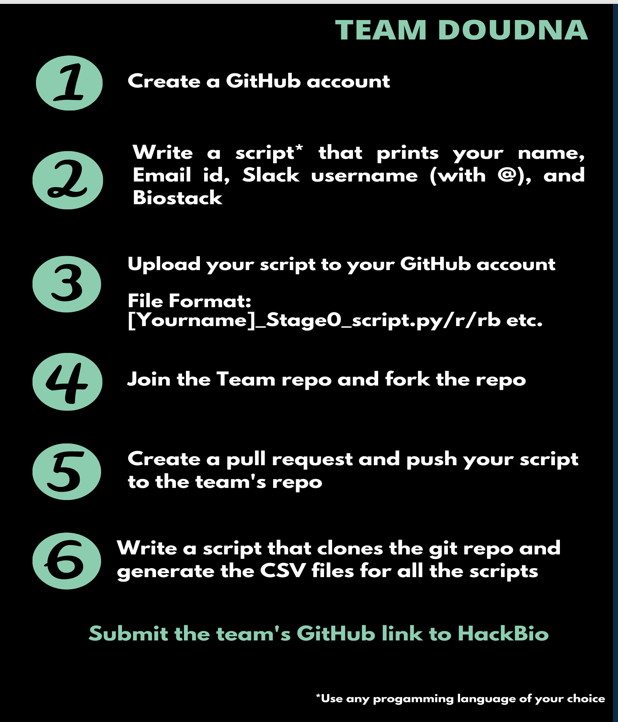 TEAM DOUDNA
1
Create a GitHub account
2
Write a script* that prints your name,
Email id, Slack username (with @), and
Biostack
3
Upload your script to your GitHub account
File Format:
[Yourname]_Stage0_script.py/r/rb etc.
4
Join the Team repo and fork the repo
5
Create a pull request and push your script
to the team's repo
6
Write a script that clones the git repo and
generate the CSV files for all the scripts
Submit the team's GitHub link to HackBio
*Use any progamming language of your choice